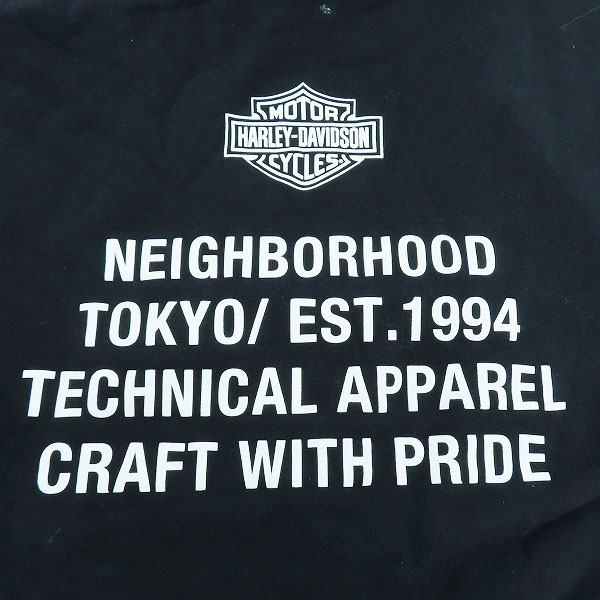 MOTOR
HARLEY-DAVIDSON
CYCLES
NEIGHBORHOOD
TOKYO/ EST.1994
TECHNICAL APPAREL
CRAFT WITH PRIDE